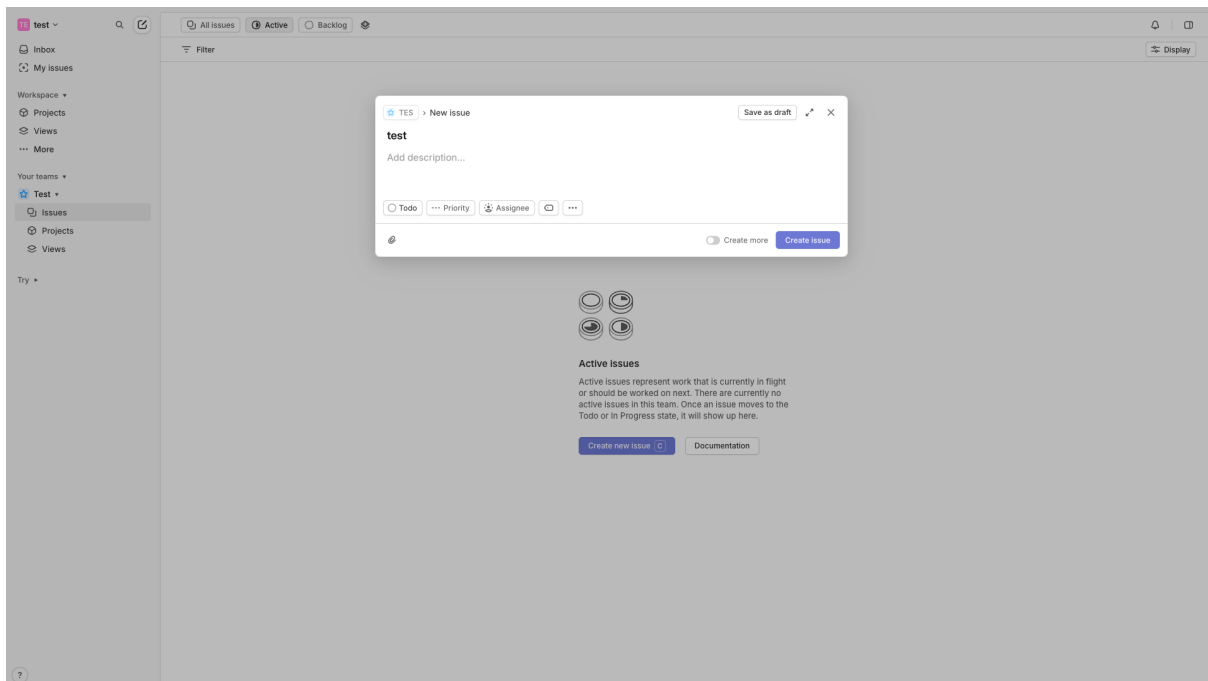 TE test
All issues Active Backlog
Inbox
Filter
Display
My issues
Workspace
Projects
Views
More
Your teams
Test
Issues
Projects
Views
Try
TES › New issue
Save as draft
test
Add description...
Todo
Priority
Assignee
Create more
Create issue
Active issues
Active issues represent work that is currently in flight
or should be worked on next. There are currently no
active issues in this team. Once an issue moves to the
Todo or In Progress state, it will show up here.
Create new issue C
Documentation
?